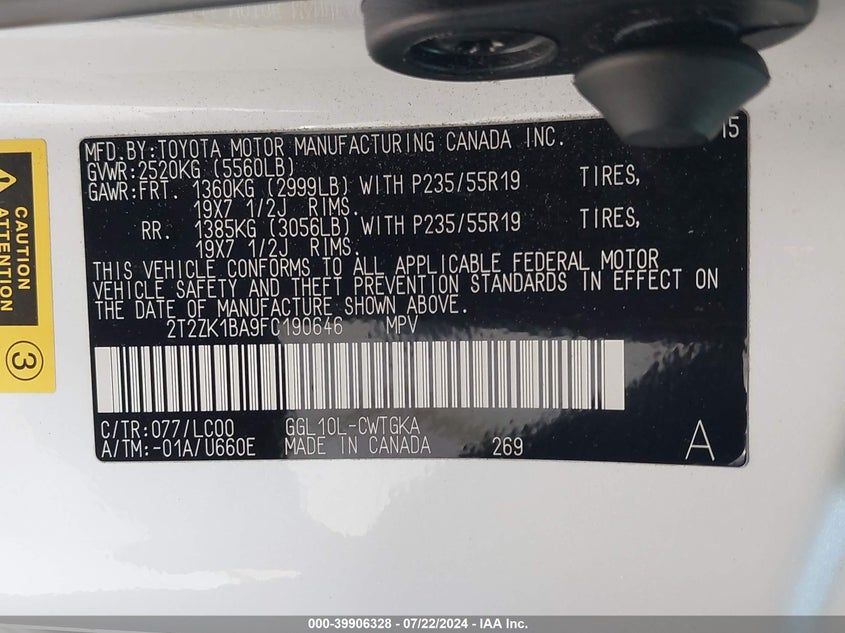 MFD.BY:TOYOTA MOTOR MANUFACTURING CANADA INC. 15
GVWR:2520KG (5560LB)
GAWR:FRT. 1360KG (2999LB) WITH P235/55R19 TIRES,
19X7 1/2J RIMS.
RR. 1385KG (3056LB) WITH P235/55R19 TIRES,
19X7 1/2J RIMS.
THIS VEHICLE CONFORMS TO ALL APPLICABLE FEDERAL MOTOR
VEHICLE SAFETY AND THEFT PREVENTION STANDARDS IN EFFECT ON
THE DATE OF MANUFACTURE SHOWN ABOVE.
2T2ZK1BA9FC190646 MPV
C/TR:077/LC00 GGL10L-CWTGKA
A/TM:-01A/U660E MADE IN CANADA 269 A
CAUTION
ATTENTION
3
000-39906328 - 07/22/2024 - IAA Inc.